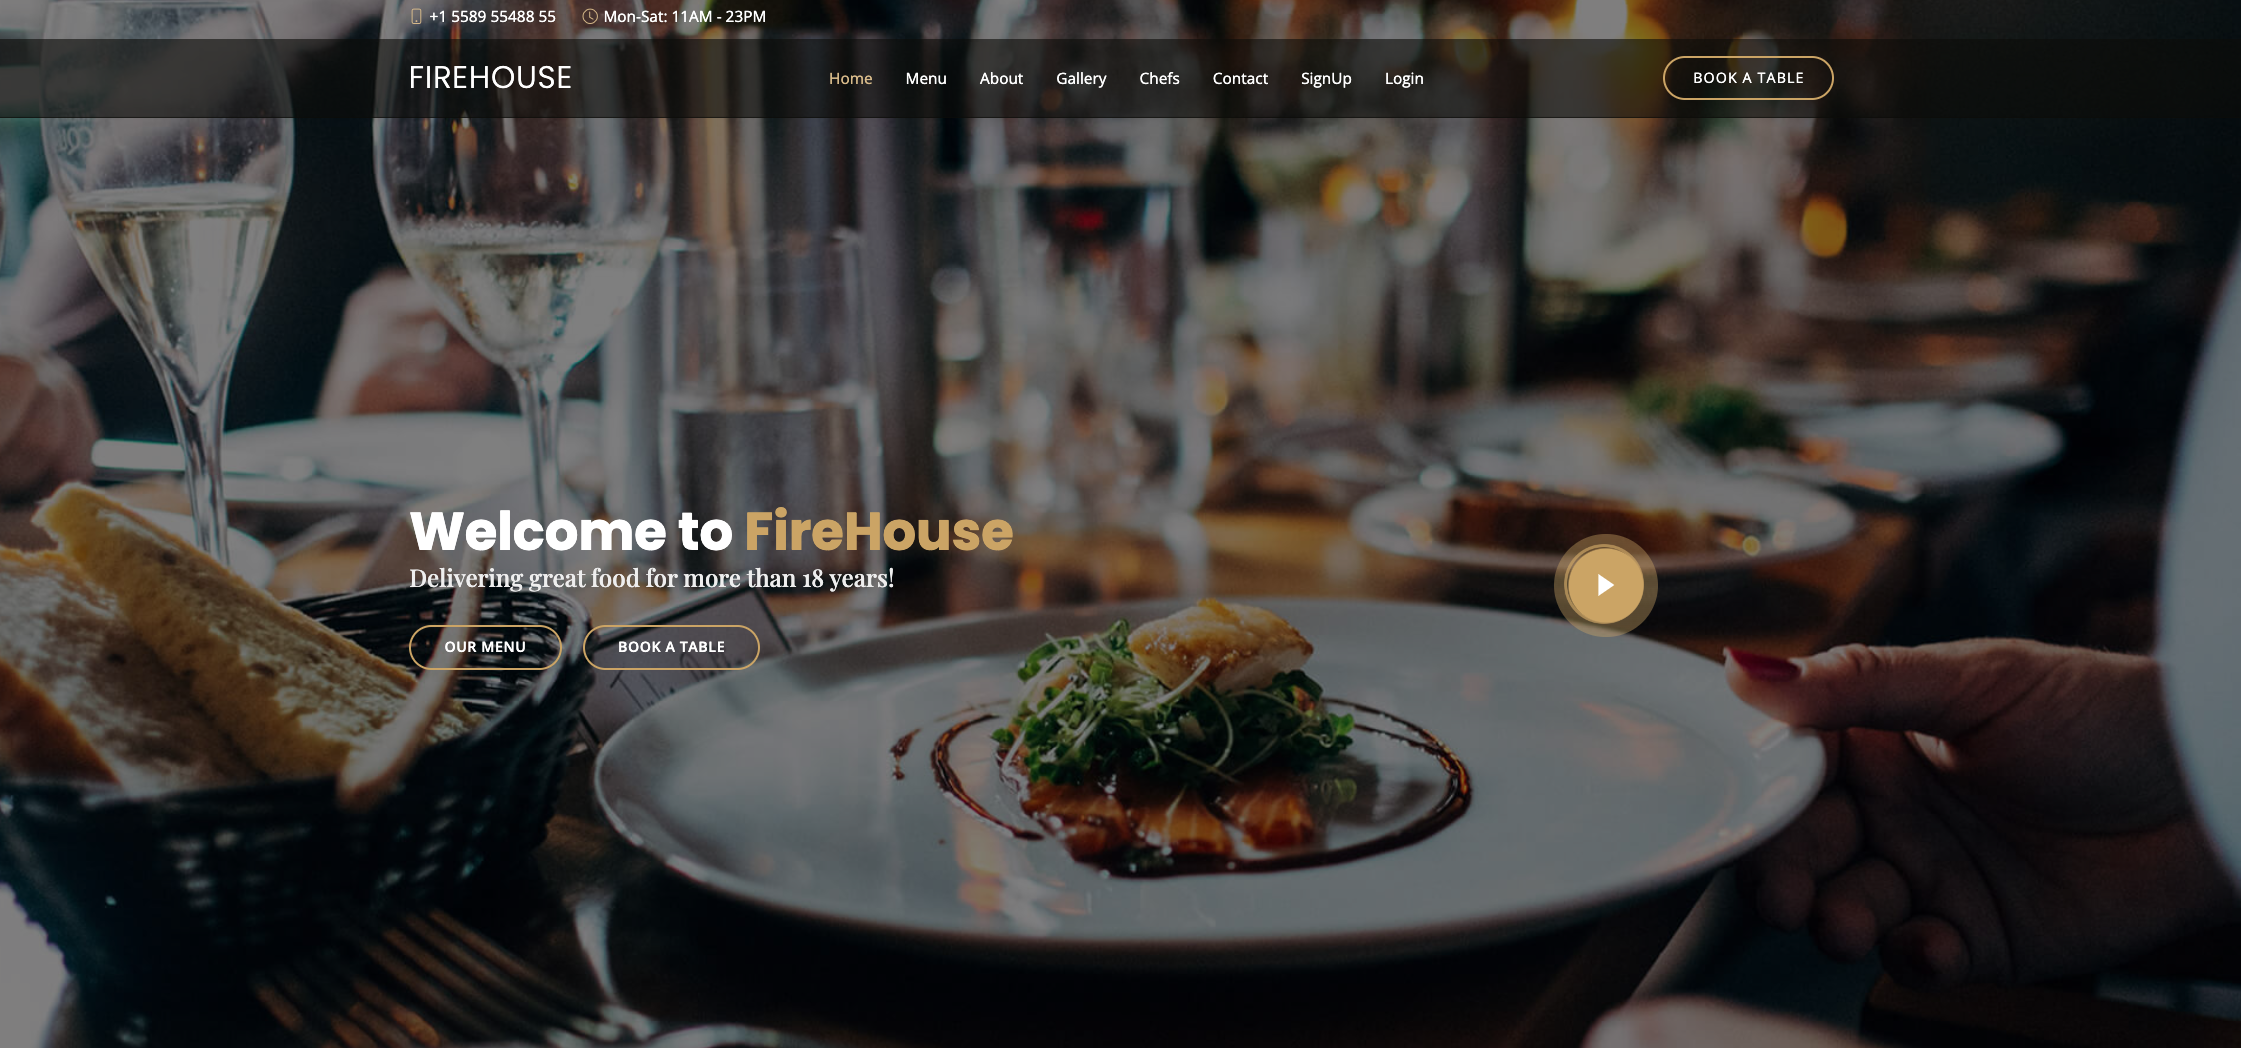 +1 5589 55488 55 Mon-Sat: 11AM - 23PM
FIREHOUSE Home Menu About Gallery Chefs Contact SignUp Login BOOK A TABLE
Welcome to FireHouse
Delivering great food for more than 18 years!
OUR MENU BOOK A TABLE